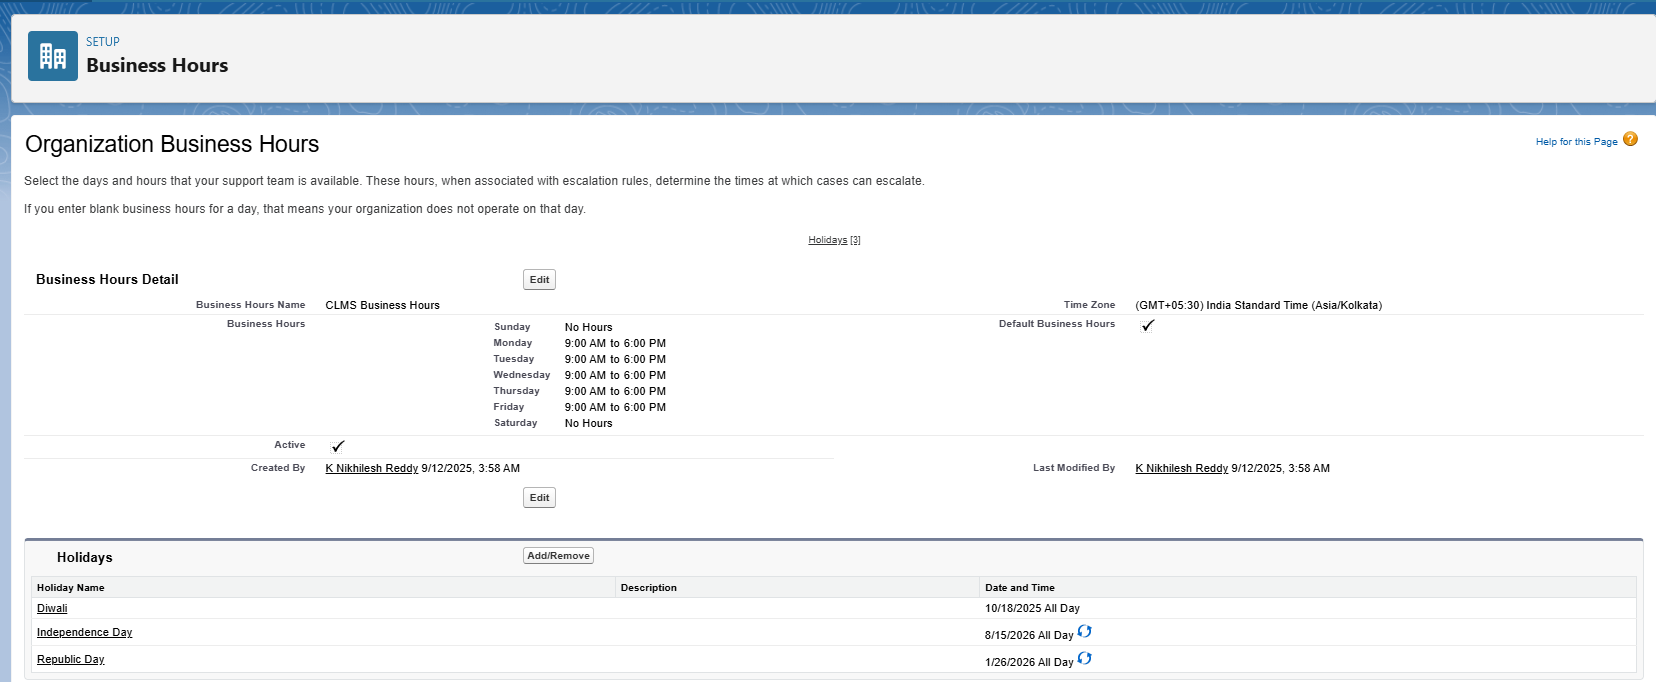 SETUP
Business Hours
Organization Business Hours
Help for this Page ?
Select the days and hours that your support team is available. These hours, when associated with escalation rules, determine the times at which cases can escalate.
If you enter blank business hours for a day, that means your organization does not operate on that day.
Holidays [3]
Business Hours Detail Edit
Business Hours Name CLMS Business Hours Time Zone (GMT+05:30) India Standard Time (Asia/Kolkata)
Business Hours Default Business Hours
Sunday No Hours
Monday 9:00 AM to 6:00 PM
Tuesday 9:00 AM to 6:00 PM
Wednesday 9:00 AM to 6:00 PM
Thursday 9:00 AM to 6:00 PM
Friday 9:00 AM to 6:00 PM
Saturday No Hours
Active
Created By K Nikhilesh Reddy 9/12/2025, 3:58 AM Last Modified By K Nikhilesh Reddy 9/12/2025, 3:58 AM
Edit
Holidays Add/Remove
Holiday Name Description Date and Time
Diwali 10/18/2025 All Day
Independence Day 8/15/2026 All Day
Republic Day 1/26/2026 All Day